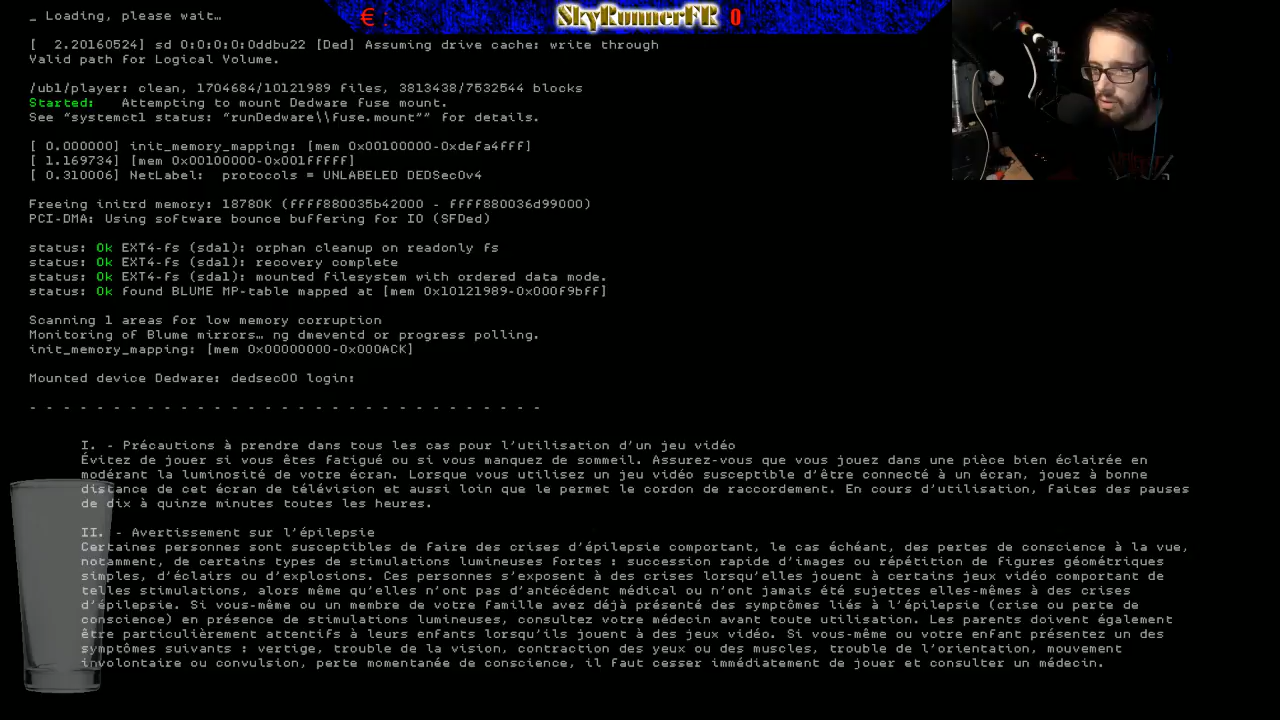 _ Loading, please wait…
€ : SkyRunnerFR 0
[ 2.20160524] sd 0:0:0:0:0ddbu22 [Ded] Assuming drive cache: write through
Valid path for Logical Volume.
/ubl/player: clean, 1704684/10121989 files, 3813438/7532544 blocks
Started: Attempting to mount Dedware fuse mount.
See “systemctl status: “runDedware\\fuse.mount”” for details.
[ 0.000000] init_memory_mapping: [mem 0x00100000-0xdefa4fff]
[ 1.169734] [mem 0x00100000-0x001fffff]
[ 0.310006] NetLabel: protocols = UNLABELED DEDSecOv4
Freeing initrd memory: 18780K (ffff880035b42000 - ffff880036d99000)
PCI-DMA: Using software bounce buffering for IO (SFDed)
status: Ok EXT4-fs (sda1): orphan cleanup on readonly fs
status: Ok EXT4-fs (sda1): recovery complete
status: Ok EXT4-fs (sda1): mounted filesystem with ordered data mode.
status: Ok found BLUME MP-table mapped at [mem 0x10121989-0x000f9bff]
Scanning 1 areas for low memory corruption
Monitoring of Blume mirrors… ng dmeventd or progress polling.
init_memory_mapping: [mem 0x00000000-0x000ACK]
Mounted device Dedware: dedsec00 login:
- - - - - - - - - - - - - - - - - - - - - - - - - - - - - - -
I. - Précautions à prendre dans tous les cas pour l’utilisation d’un jeu vidéo
Évitez de jouer si vous êtes fatigué ou si vous manquez de sommeil. Assurez-vous que vous jouez dans une pièce bien éclairée en
modérant la luminosité de votre écran. Lorsque vous utilisez un jeu vidéo susceptible d’être connecté à un écran, jouez à bonne
distance de cet écran de télévision et aussi loin que le permet le cordon de raccordement. En cours d’utilisation, faites des pauses
de dix à quinze minutes toutes les heures.
II. - Avertissement sur l’épilepsie
Certaines personnes sont susceptibles de faire des crises d’épilepsie comportant, le cas échéant, des pertes de conscience à la vue,
notamment, de certains types de stimulations lumineuses fortes : succession rapide d’images ou répétition de figures géométriques
simples, d’éclairs ou d’explosions. Ces personnes s’exposent à des crises lorsqu’elles jouent à certains jeux vidéo comportant de
telles stimulations, alors même qu’elles n’ont pas d’antécédent médical ou n’ont jamais été sujettes elles-mêmes à des crises
d’épilepsie. Si vous-même ou un membre de votre famille avez déjà présenté des symptômes liés à l’épilepsie (crise ou perte de
conscience) en présence de stimulations lumineuses, consultez votre médecin avant toute utilisation. Les parents doivent également
être particulièrement attentifs à leurs enfants lorsqu’ils jouent à des jeux vidéo. Si vous-même ou votre enfant présentez un des
symptômes suivants : vertige, trouble de la vision, contraction des yeux ou des muscles, trouble de l’orientation, mouvement
involontaire ou convulsion, perte momentanée de conscience, il faut cesser immédiatement de jouer et consulter un médecin.